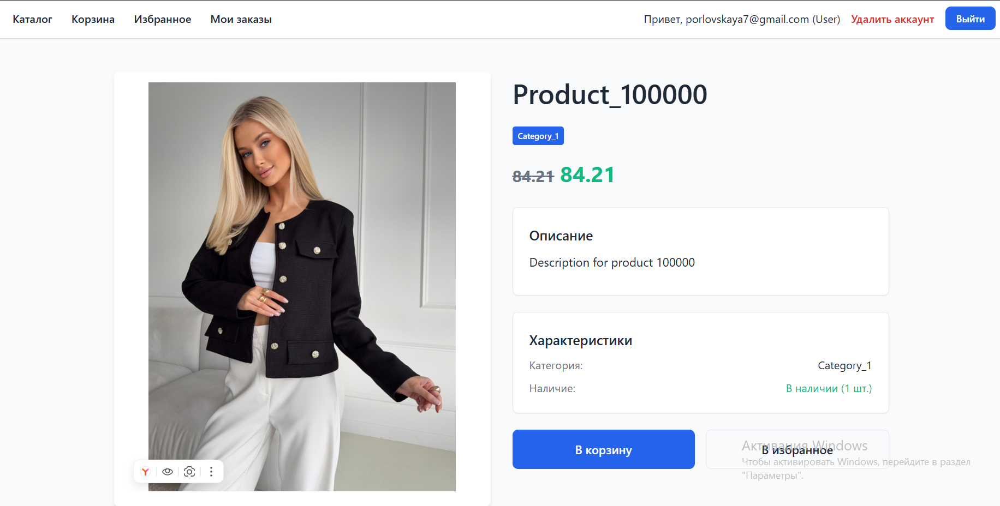 Каталог Корзина Избранное Мои заказы Привет, porlovskaya7@gmail.com (User) Удалить аккаунт Выйти
Product_100000
Category_1
84.21 84.21
Описание
Description for product 100000
Характеристики
Категория: Category_1
Наличие: В наличии (1 шт.)
В корзину В избранное
Активация Windows
Чтобы активировать Windows, перейдите в раздел
"Параметры".